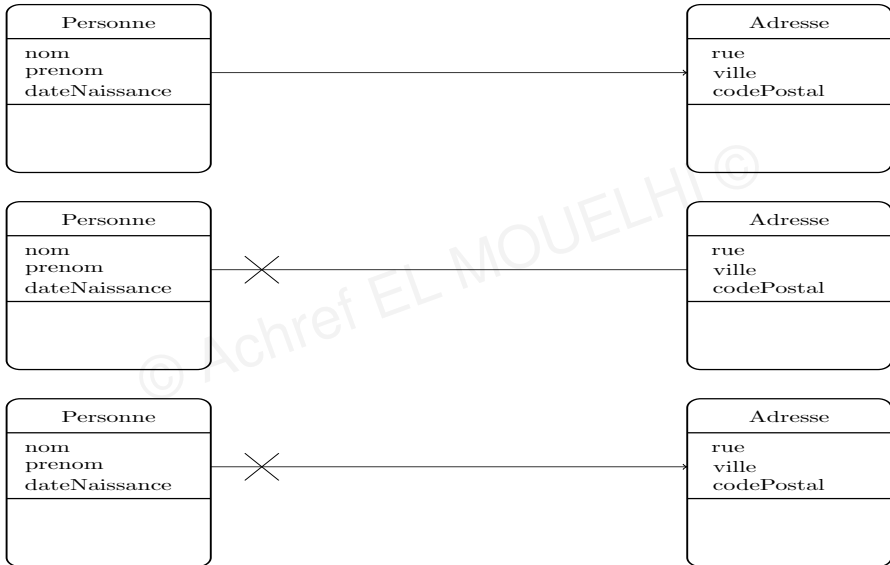 Personne
nom
prenom
dateNaissance
Adresse
rue
ville
codePostal
Personne
nom
prenom
dateNaissance
Adresse
rue
ville
codePostal
Personne
nom
prenom
dateNaissance
Adresse
rue
ville
codePostal
© Achref EL MOUELHI ©